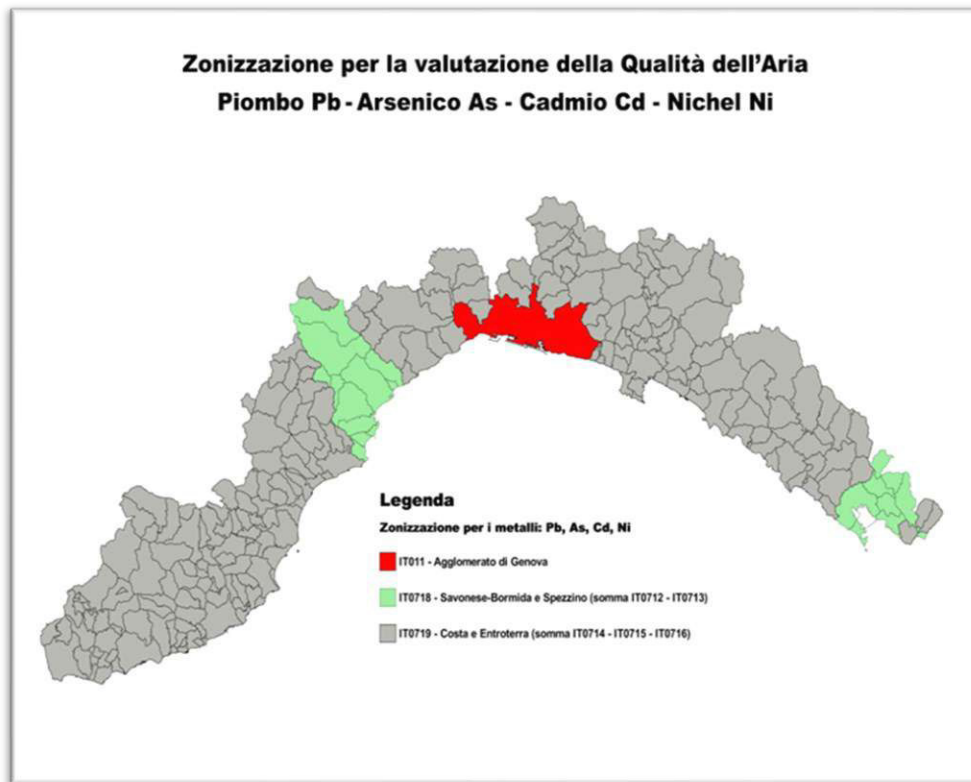 Zonizzazione per la valutazione della Qualità dell'Aria
Piombo Pb - Arsenico As - Cadmio Cd - Nichel Ni
Legenda
Zonizzazione per i metalli: Pb, As, Cd, Ni
IT011 - Agglomerato di Genova
IT0718 - Savonese-Bormida e Spezzino (somma IT0712 - IT0713)
IT0719 - Costa e Entroterra (somma IT0714 - IT0715 - IT0716)